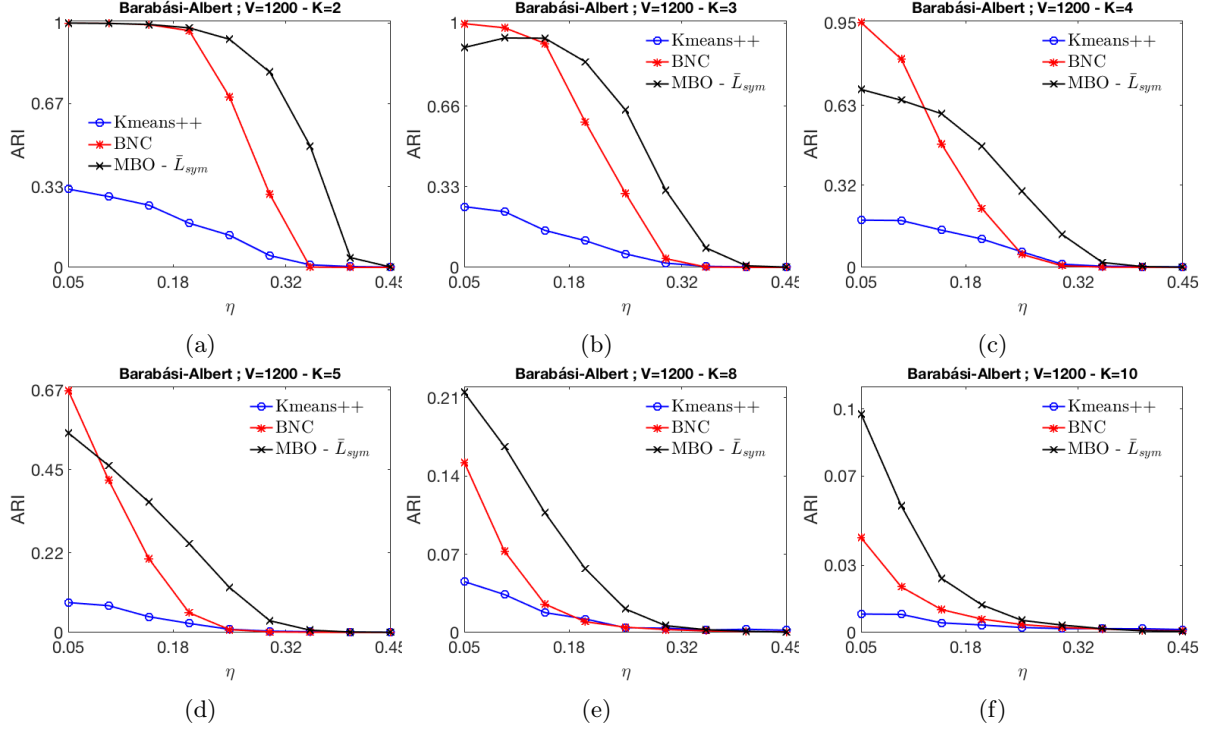 Barabási-Albert ; V=1200 - K=2
1
0.67
0.33
0
ARI
Kmeans++
BNC
MBO - L̄sym
0.05
0.18
0.32
0.45
η
(a)
Barabási-Albert ; V=1200 - K=3
1
0.66
0.33
0
ARI
Kmeans++
BNC
MBO - L̄sym
0.05
0.18
0.32
0.45
η
(b)
Barabási-Albert ; V=1200 - K=4
0.95
0.63
0.32
0
ARI
Kmeans++
BNC
MBO - L̄sym
0.05
0.18
0.32
0.45
η
(c)
Barabási-Albert ; V=1200 - K=5
0.67
0.45
0.22
0
ARI
Kmeans++
BNC
MBO - L̄sym
0.05
0.18
0.32
0.45
η
(d)
Barabási-Albert ; V=1200 - K=8
0.21
0.14
0.07
0
ARI
Kmeans++
BNC
MBO - L̄sym
0.05
0.18
0.32
0.45
η
(e)
Barabási-Albert ; V=1200 - K=10
0.1
0.07
0.03
0
ARI
Kmeans++
BNC
MBO - L̄sym
0.05
0.18
0.32
0.45
η
(f)